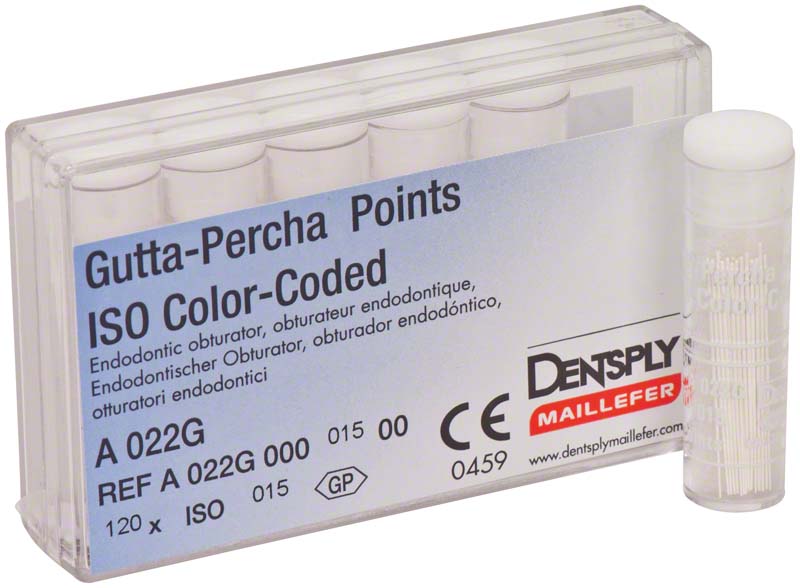 Gutta-Percha Points
ISO Color-Coded
Endodontic obturator, obturateur endodontique,
Endodontischer Obturator, obturador endodóntico,
otturatori endodontici
A 022G
REF A 022G 000 015 00
120 x ISO 015 GP
CE
0459
DENTSPLY
MAILLEFER
www.dentsplymaillefer.com